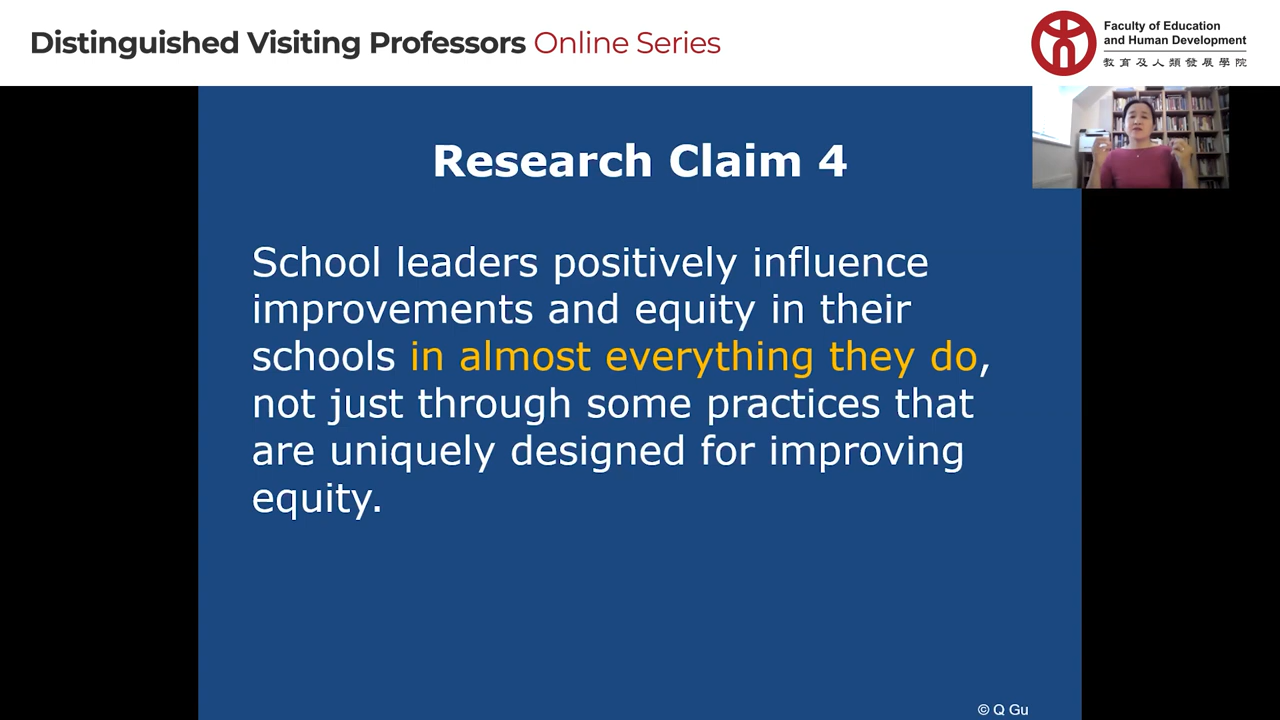 Distinguished Visiting Professors Online Series
Faculty of Education
and Human Development
教育及人類發展學院
Research Claim 4
School leaders positively influence
improvements and equity in their
schools in almost everything they do,
not just through some practices that
are uniquely designed for improving
equity.
© Q Gu